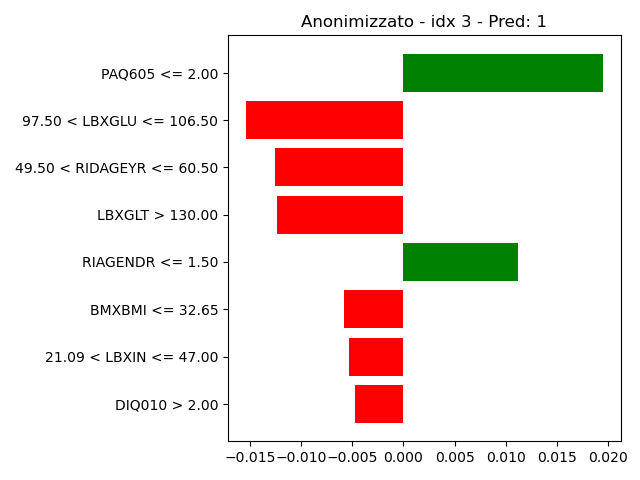 Anonimizzato - idx 3 - Pred: 1
PAQ605 <= 2.00
97.50 < LBXGLU <= 106.50
49.50 < RIDAGEYR <= 60.50
LBXGLT > 130.00
RIAGENDR <= 1.50
BMXBMI <= 32.65
21.09 < LBXIN <= 47.00
DIQ010 > 2.00
−0.015 −0.010 −0.005 0.000 0.005 0.010 0.015 0.020